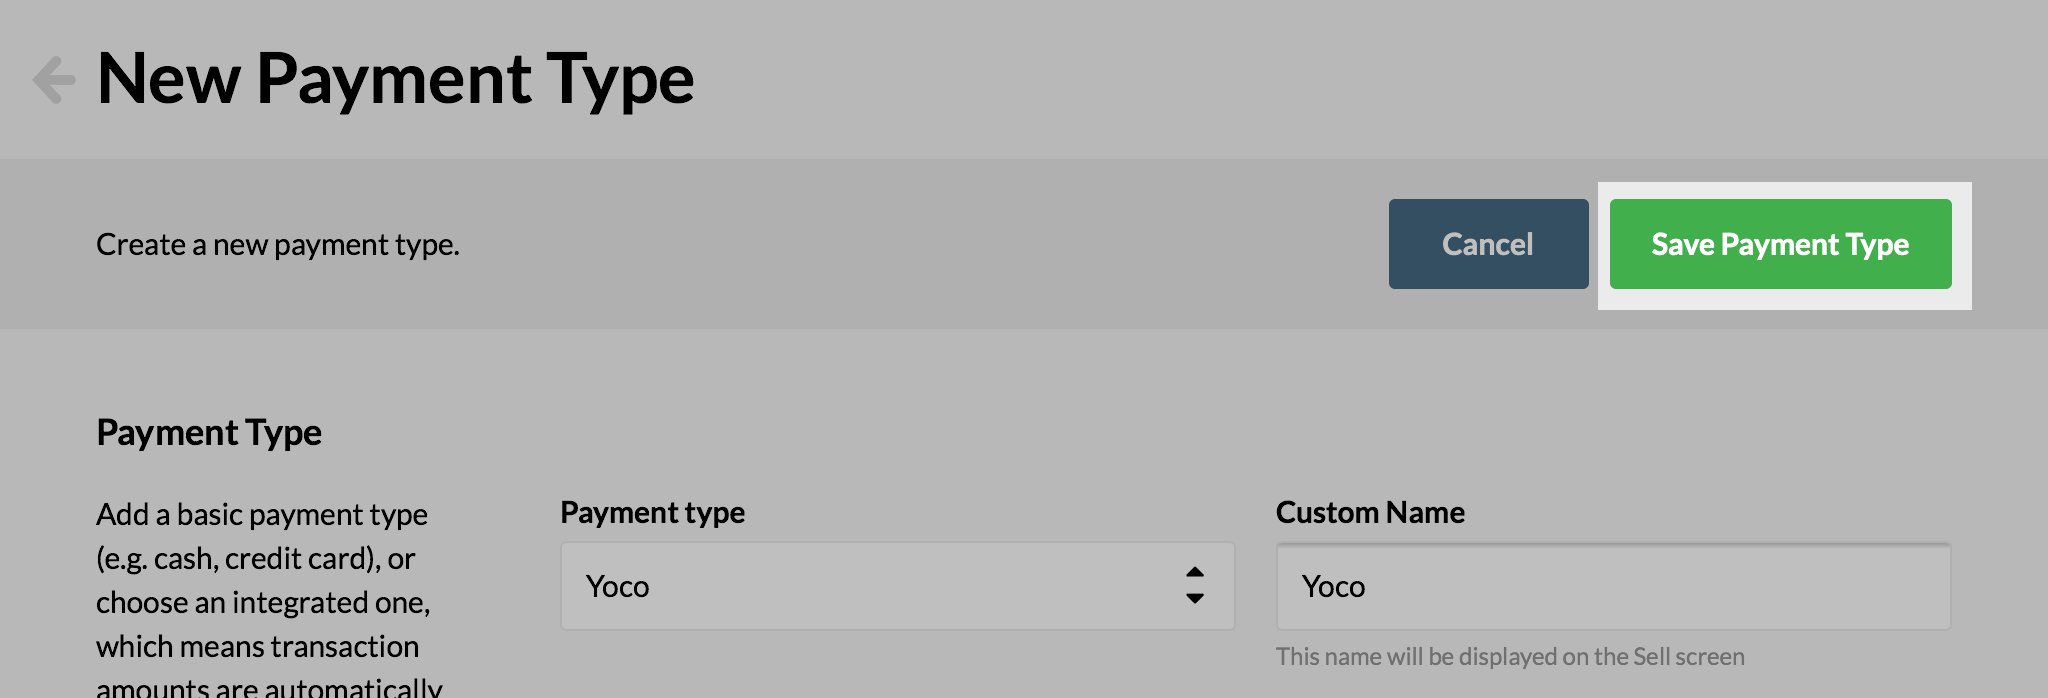 New Payment Type
Create a new payment type.
Cancel
Save Payment Type
Payment Type
Add a basic payment type
(e.g. cash, credit card), or
choose an integrated one,
which means transaction
amounts are automatically
Payment type
Yoco
Custom Name
Yoco
This name will be displayed on the Sell screen